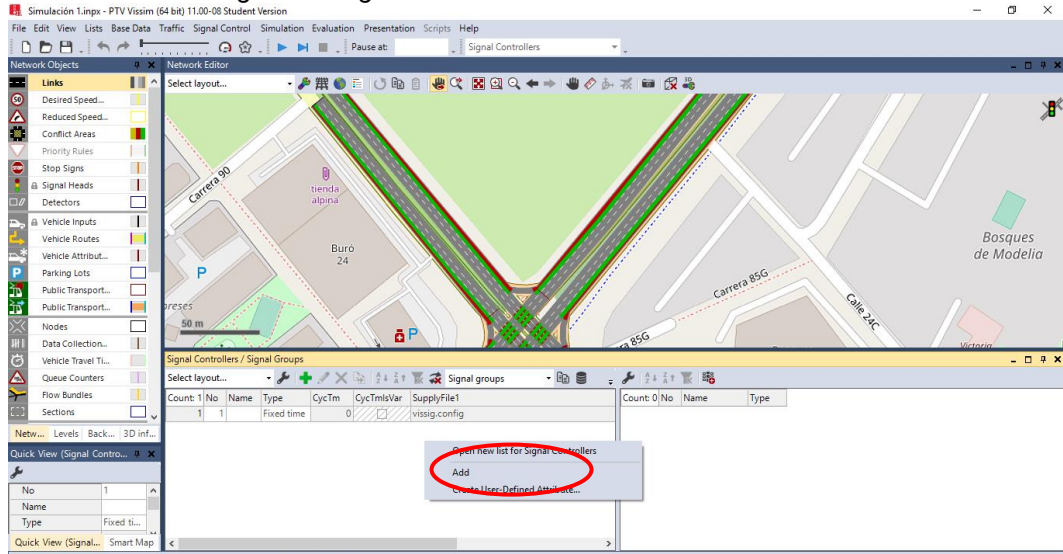 Simulación 1.inpx - PTV Vissim (64 bit) 11.00-08 Student Version
File Edit View Lists Base Data Traffic Signal Control Simulation Evaluation Presentation Scripts Help
Pause at: Signal Controllers
Network Objects
Links
Desired Speed...
Reduced Speed...
Conflict Areas
Priority Rules
Stop Signs
Signal Heads
Detectors
Vehicle Inputs
Vehicle Routes
Vehicle Attribut...
Parking Lots
Public Transport...
Public Transport...
Nodes
Data Collection...
Vehicle Travel Ti...
Queue Counters
Flow Bundles
Sections
Netw... Levels Back... 3D inf...
Quick View (Signal Contro...
No 1
Name
Type Fixed ti...
Quick View (Signal... Smart Map
Network Editor
Select layout...
Carrera 90
tienda
alpina
Buró
24
P
P
50 m
Carrera 85G
Calle 24C
Bosques
de Modelia
Signal Controllers / Signal Groups
Select layout... Signal groups
Count: 1 No Name Type CycTm CycTmIsVar SupplyFile1
1 1 Fixed time 0 vissig.config
Count: 0 No Name Type
Open new list for Signal Controllers
Add
Create User-Defined Attribute...